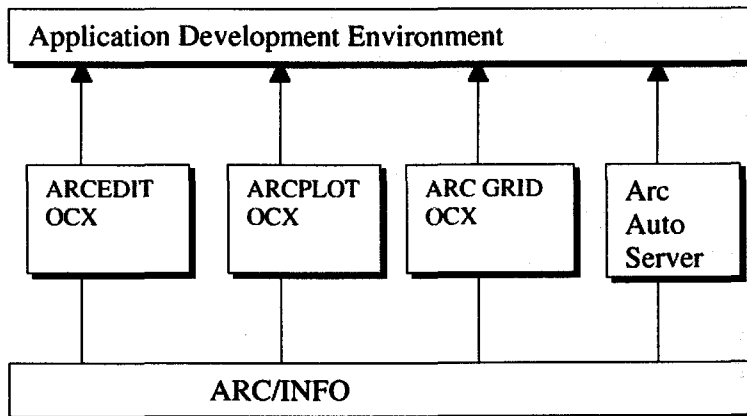 Application Development Environment
ARCEDIT
OCX
ARCPLOT
OCX
ARC GRID
OCX
Arc
Auto
Server
ARC/INFO